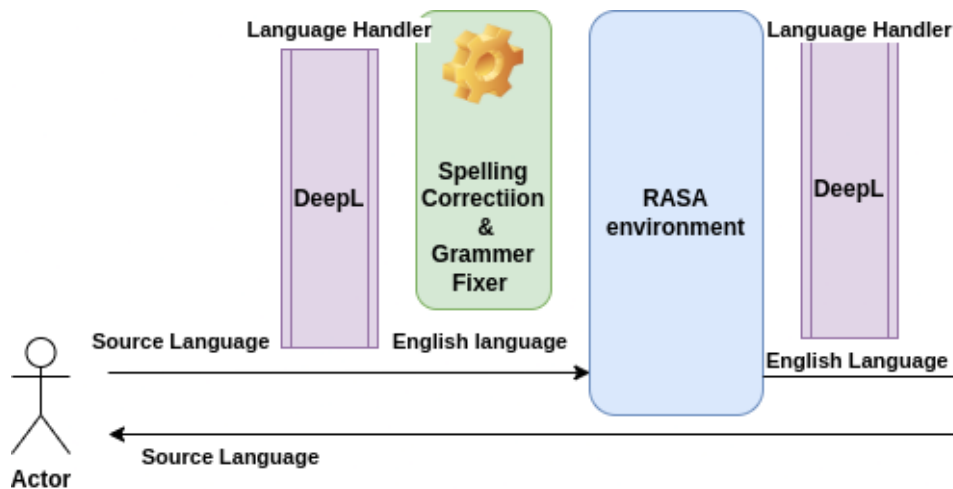 Language Handler
Language Handler
DeepL
Spelling
Correctiion
&
Grammer
Fixer
RASA
environment
DeepL
Source Language
English language
English Language
Source Language
Actor